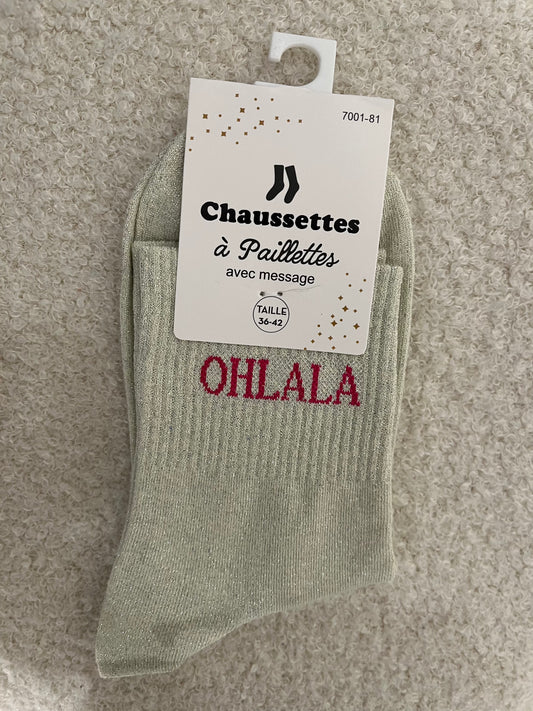 7001-81
Chaussettes
à Paillettes
avec message
TAILLE
36-42
OHLALA